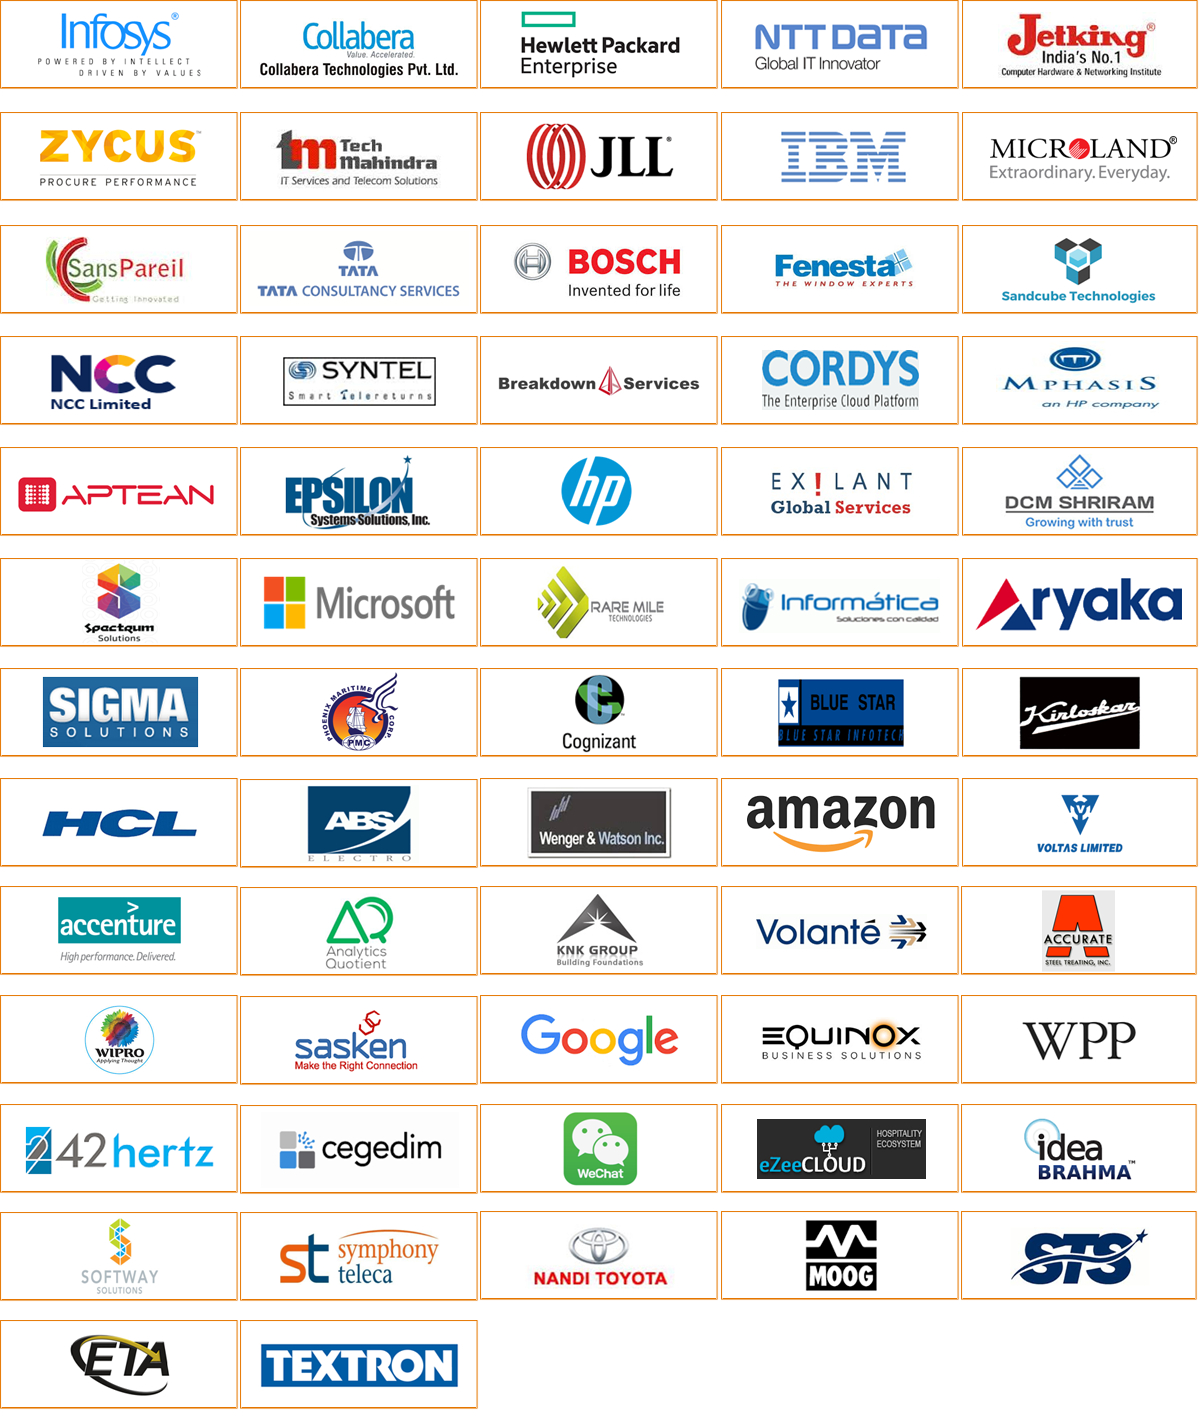 Infosys®
POWERED BY INTELLECT
DRIVEN BY VALUES
Collabera
Value. Accelerated.
Collabera Technologies Pvt. Ltd.
Hewlett Packard
Enterprise
NTT DATA
Global IT Innovator
Jetking®
India's No.1
Computer Hardware & Networking Institute
ZYCUS™
PROCURE PERFORMANCE
tm Tech
Mahindra
IT Services and Telecom Solutions
JLL®
IBM
MICROLAND®
Extraordinary. Everyday.
SansPareil
Getting Innovated
TATA
TATA CONSULTANCY SERVICES
BOSCH
Invented for life
Fenesta
THE WINDOW EXPERTS
Sandcube Technologies
NCC
NCC Limited
SYNTEL
Smart Telereturns
Breakdown Services
CORDYS
The Enterprise Cloud Platform
MPHASIS
an HP company
APTEAN
EPSILON
Systems Solutions, Inc.
hp
EX!LANT
Global Services
DCM SHRIRAM
Growing with trust
Spactqum
Solutions
Microsoft
RARE MILE
TECHNOLOGIES
Informática
Soluciones con calidad
Aryaka
SIGMA
SOLUTIONS
PHOENIX MARITIME CORP.
PMC
Cognizant
BLUE STAR
BLUE STAR INFOTECH
Kirloskar
HCL
ABS
ELECTRO
Wenger & Watson Inc.
amazon
VOLTAS LIMITED
accenture
High performance. Delivered.
AQ
Analytics
Quotient
KNK GROUP
Building Foundations
Volanté
ACCURATE
STEEL TREATING, INC.
WIPRO
Applying Thought
sasken
Make the Right Connection
Google
EQUINOX
BUSINESS SOLUTIONS
WPP
42hertz
cegedim
WeChat
eZeeCLOUD
HOSPITALITY
ECOSYSTEM
idea
BRAHMA™
SOFTWAY
SOLUTIONS
st symphony
teleca
NANDI TOYOTA
MOOG
STS
ETA
TEXTRON